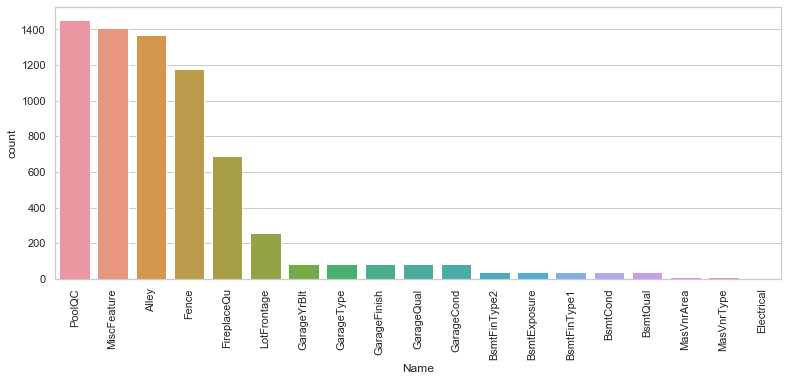 1400
1200
1000
800
600
400
200
0
count
PoolQC
MiscFeature
Alley
Fence
FireplaceQu
LotFrontage
GarageYrBlt
GarageType
GarageFinish
GarageQual
GarageCond
BsmtFinType2
BsmtExposure
BsmtFinType1
BsmtCond
BsmtQual
MasVnrArea
MasVnrType
Electrical
Name